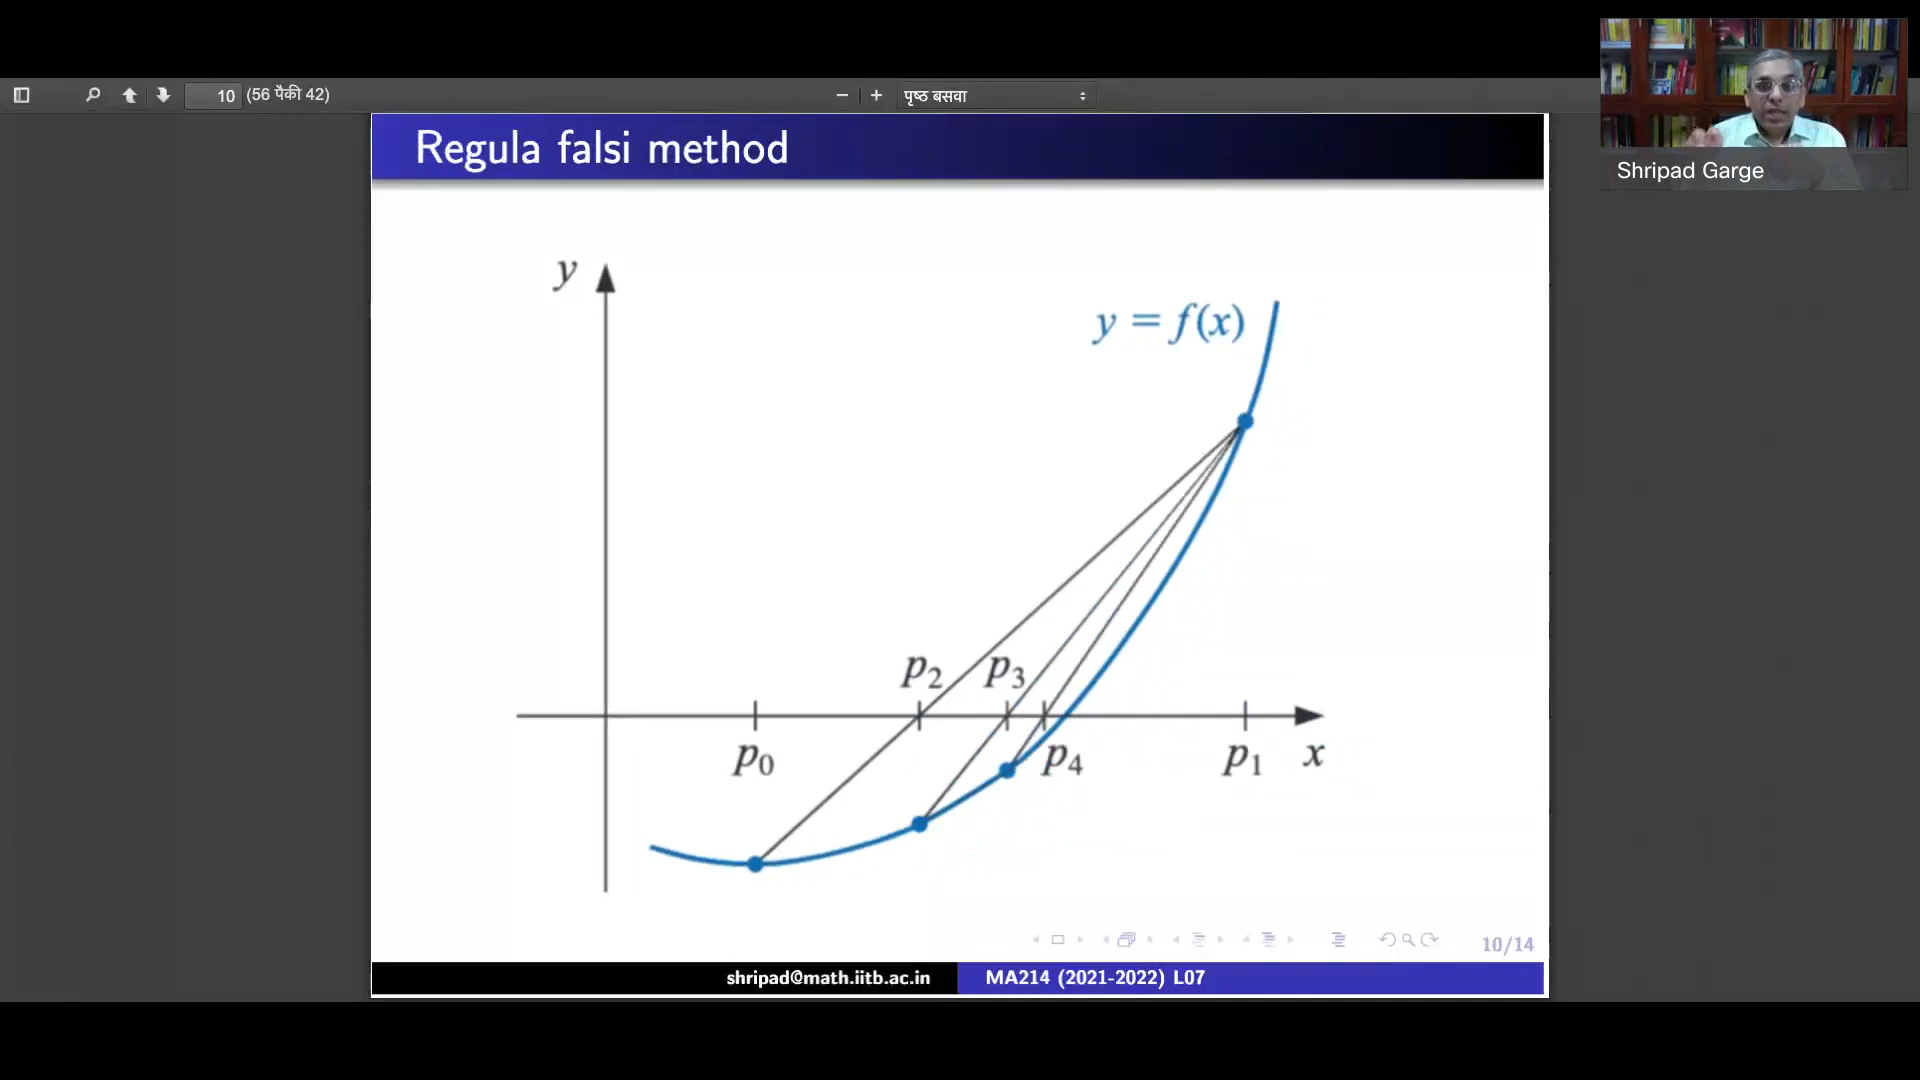 10 (56 पैकी 42)
पृष्ठ बसवा
Shripad Garge
Regula falsi method
y
y = f(x)
p2 p3
p0 p4 p1 x
10/14
shripad@math.iitb.ac.in MA214 (2021-2022) L07